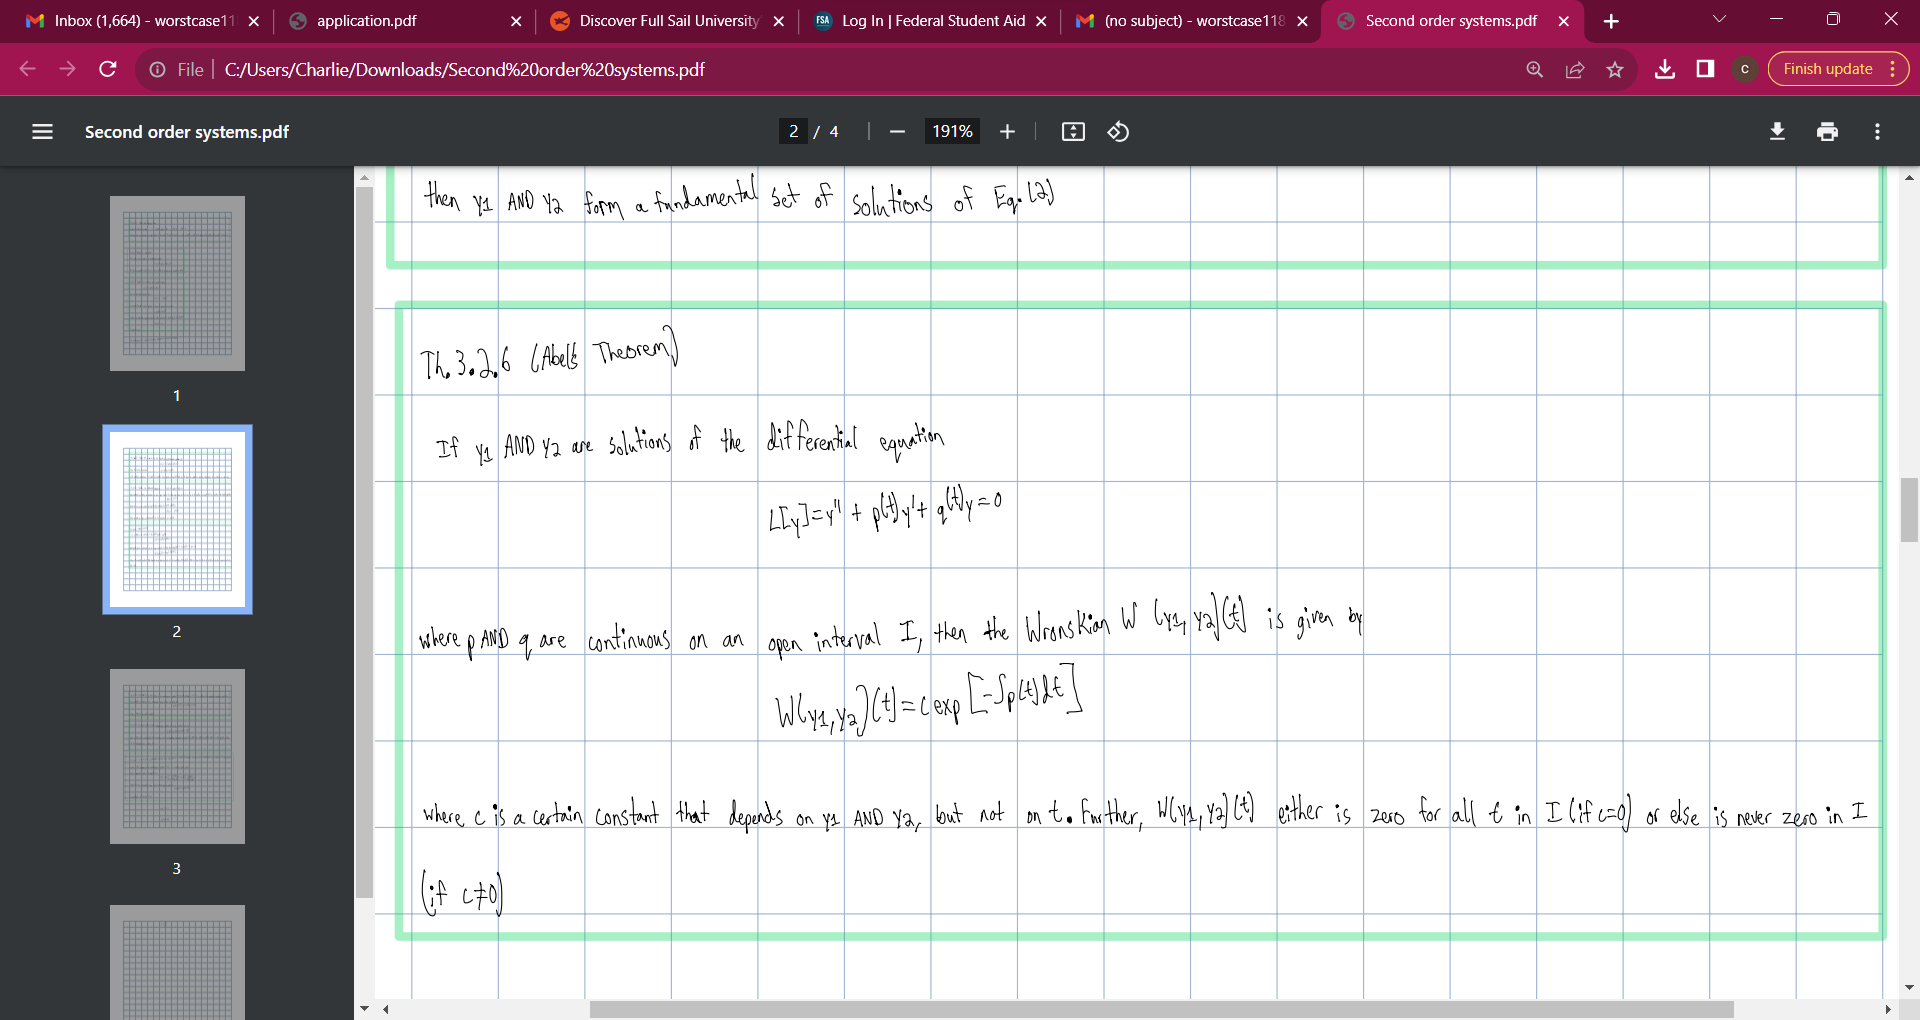 Inbox (1,664) - worstcase11
application.pdf
Discover Full Sail University
Log In | Federal Student Aid
(no subject) - worstcase118
Second order systems.pdf
File
C:/Users/Charlie/Downloads/Second%20order%20systems.pdf
Finish update
Second order systems.pdf
2 / 4
191%
1
2
3
then y1 AND y2 form a fundamental set of solutions of Eq.(2)
Th. 3.2.6 (Abel's Theorem)
If y1 AND y2 are solutions of the differential equation
L[y]=y''+p(t)y'+q(t)y=0
where p AND q are continuous on an open interval I, then the Wronskian W (y1, y2)(t) is given by
W(y1,y2)(t)=c exp[-∫p(t)dt]
where c is a certain constant that depends on y1 AND y2, but not on t. Further, W(y1,y2)(t) either is zero for all t in I (if c=0) or else is never zero in I
(if c≠0)